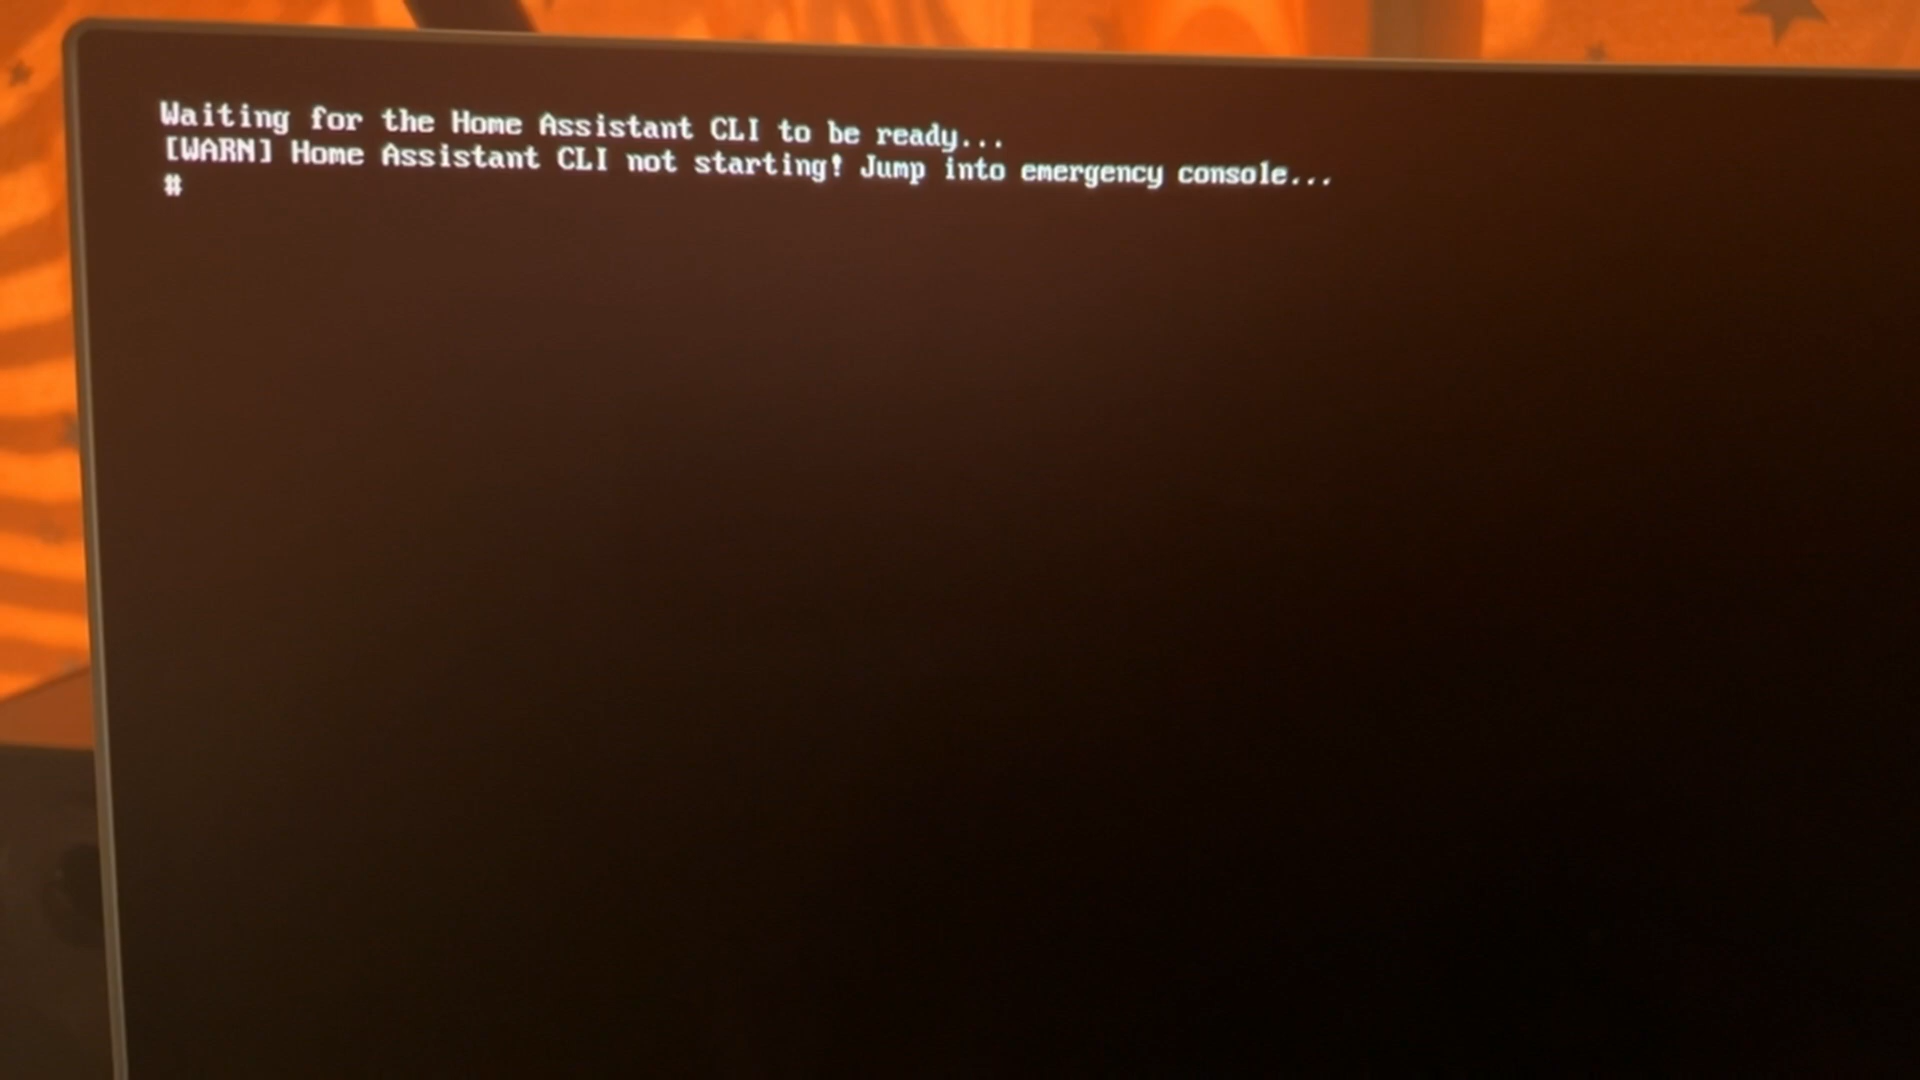 Waiting for the Home Assistant CLI to be ready...
[WARN] Home Assistant CLI not starting! Jump into emergency console...
#